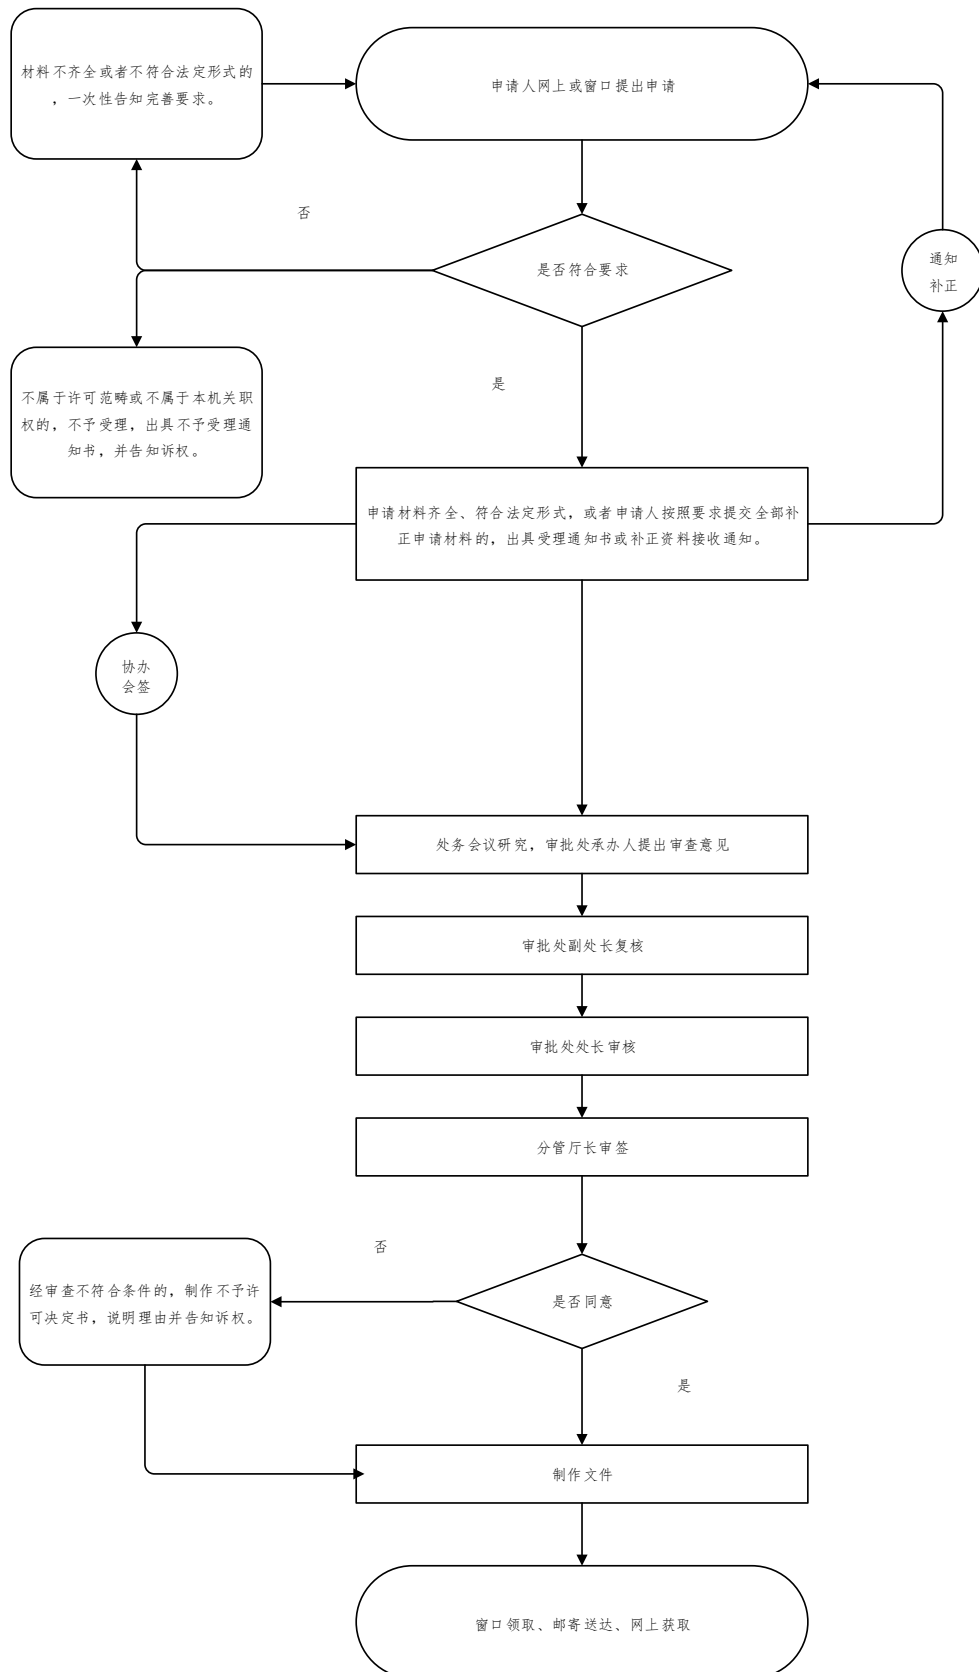 材料不齐全或者不符合法定形式的
，一次性告知完善要求。
申请人网上或窗口提出申请
否
是否符合要求
通知
补正
是
不属于许可范畴或不属于本机关职
权的，不予受理，出具不予受理通
知书，并告知诉权。
申请材料齐全、符合法定形式，或者申请人按照要求提交全部补
正申请材料的，出具受理通知书或补正资料接收通知。
协办
会签
处务会议研究，审批处承办人提出审查意见
审批处副处长复核
审批处处长审核
分管厅长审签
否
经审查不符合条件的，制作不予许
可决定书，说明理由并告知诉权。
是否同意
是
制作文件
窗口领取、邮寄送达、网上获取